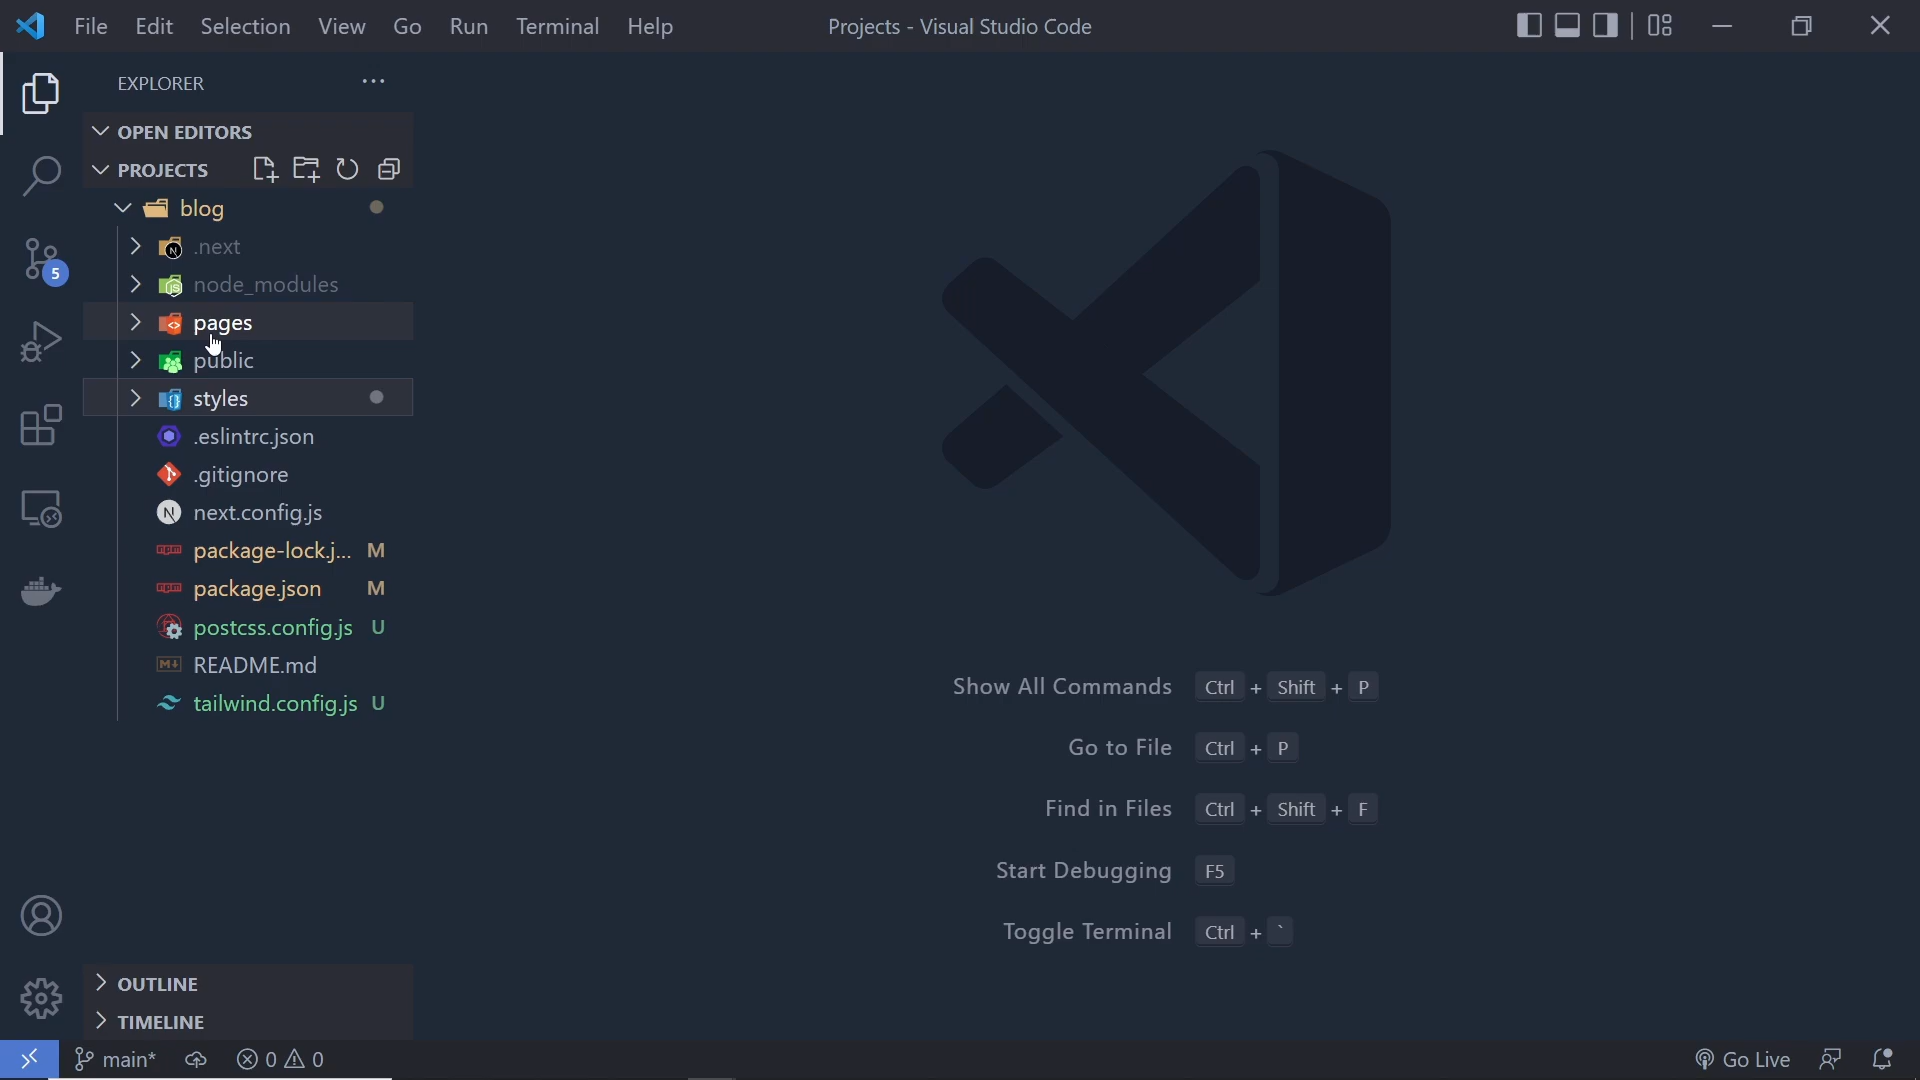 File Edit Selection View Go Run Terminal Help Projects - Visual Studio Code
EXPLORER ...
OPEN EDITORS
PROJECTS
blog
.next
node_modules
pages
public
styles
.eslintrc.json
.gitignore
next.config.js
package-lock.j... M
package.json M
postcss.config.js U
README.md
tailwind.config.js U
5
Show All Commands Ctrl + Shift + P
Go to File Ctrl + P
Find in Files Ctrl + Shift + F
Start Debugging F5
Toggle Terminal Ctrl + `
OUTLINE
TIMELINE
main* 0 0 Go Live